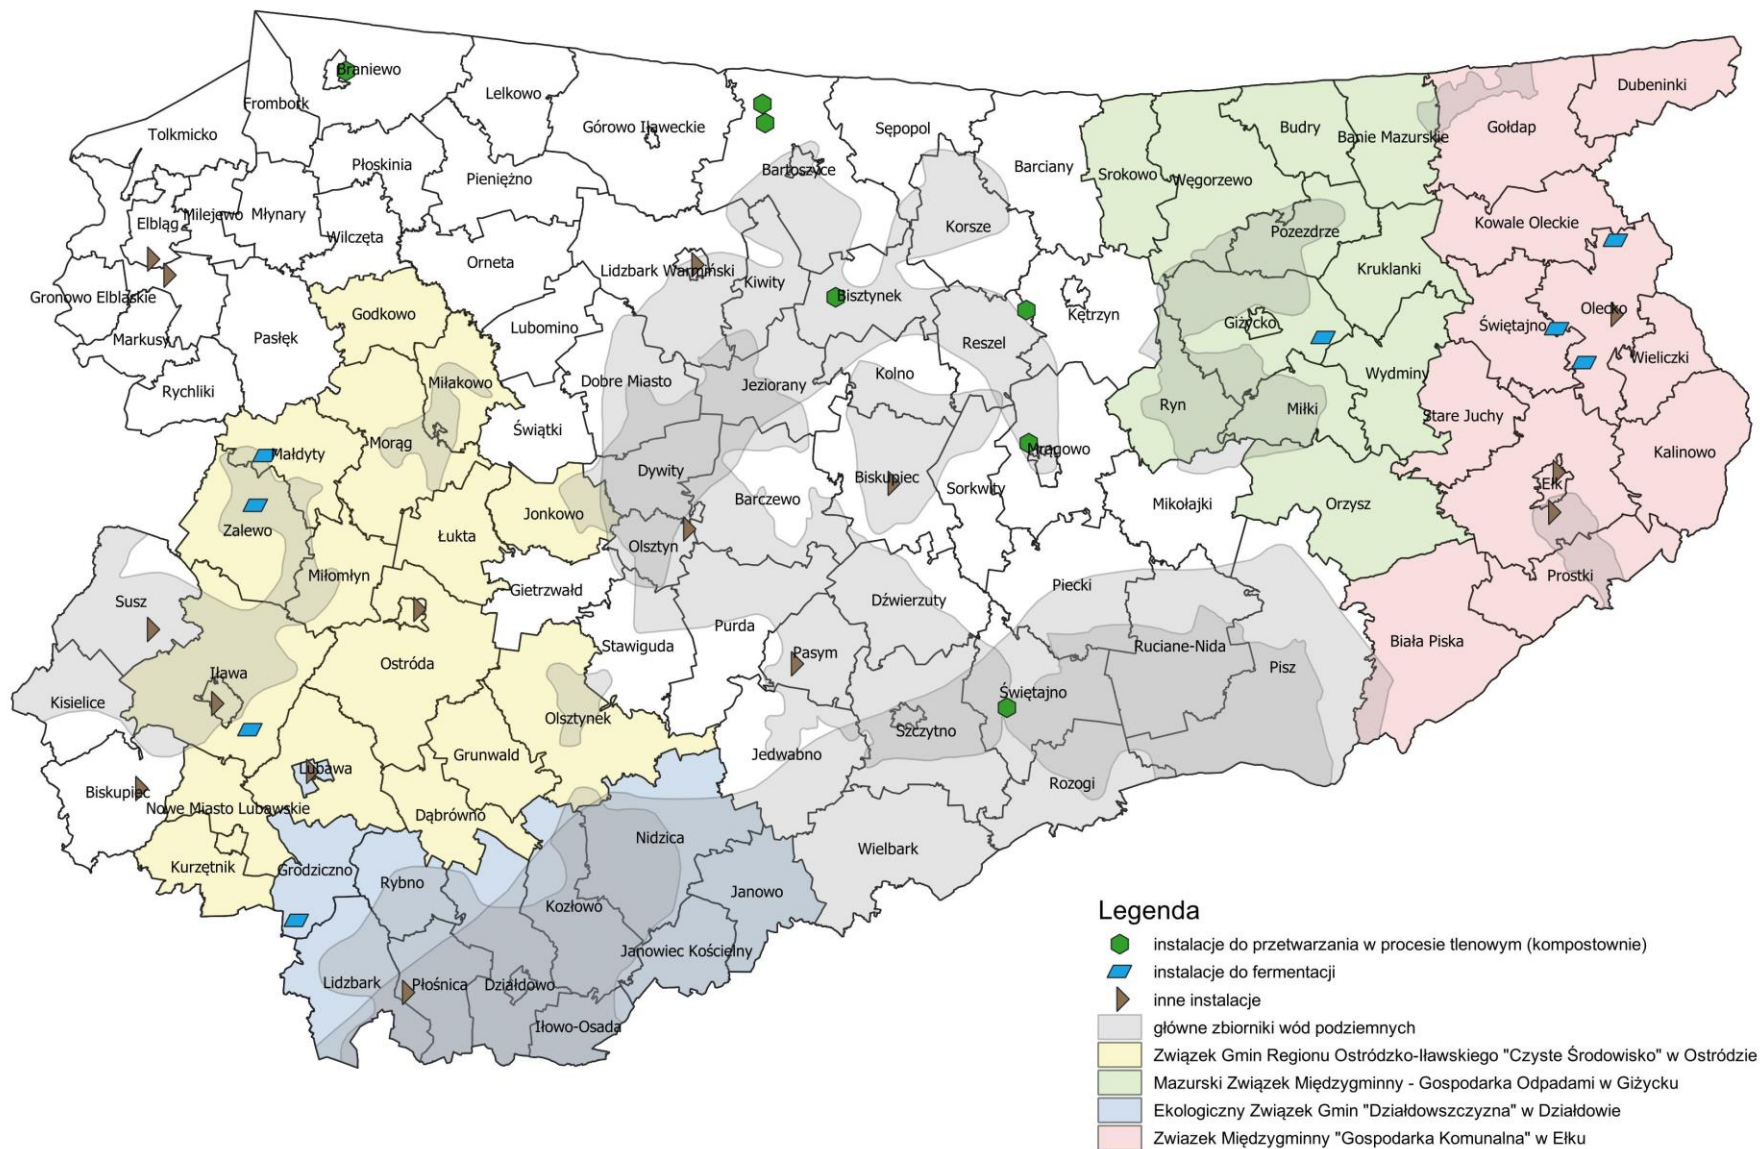 Braniewo
Frombork
Lelkowo
Tolkmicko
Górowo Iławeckie
Sępopol
Płoskinia
Pieniężno
Bartoszyce
Barciany
Srokowo
Węgorzewo
Budry
Banie Mazurskie
Gołdap
Dubeninki
Elbląg
Milejewo
Młynary
Wilczęta
Orneta
Lidzbark Warmiński
Kiwity
Korsze
Pozezdrze
Kruklanki
Kowale Oleckie
Gronowo Elbląskie
Markusy
Pasłęk
Godkowo
Lubomino
Bisztynek
Reszel
Kętrzyn
Giżycko
Świętajno
Olecko
Wieliczki
Rychliki
Miłakowo
Dobre Miasto
Jeziorany
Kolno
Wydminy
Małdyty
Morąg
Świątki
Dywity
Biskupiec
Mrągowo
Ryn
Miłki
Stare Juchy
Kalinowo
Zalewo
Łukta
Jonkowo
Barczewo
Sorkwity
Mikołajki
Orzysz
Ełk
Susz
Miłomłyn
Gietrzwałd
Olsztyn
Dźwierzuty
Piecki
Prostki
Kisielice
Iława
Ostróda
Stawiguda
Purda
Pasym
Ruciane-Nida
Pisz
Biała Piska
Biskupiec
Lubawa
Grunwald
Olsztynek
Jedwabno
Szczytno
Świętajno
Rozogi
Nowe Miasto Lubawskie
Dąbrówno
Kurzętnik
Grodziczno
Rybno
Nidzica
Wielbark
Kozłowo
Janowo
Lidzbark
Płośnica
Działdowo
Janowiec Kościelny
Iłowo-Osada
Legenda
instalacje do przetwarzania w procesie tlenowym (kompostownie)
instalacje do fermentacji
inne instalacje
główne zbiorniki wód podziemnych
Związek Gmin Regionu Ostródzko-Iławskiego "Czyste Środowisko" w Ostródzie
Mazurski Związek Międzygminny - Gospodarka Odpadami w Giżycku
Ekologiczny Związek Gmin "Działdowszczyzna" w Działdowie
Zwiazek Międzygminny "Gospodarka Komunalna" w Ełku